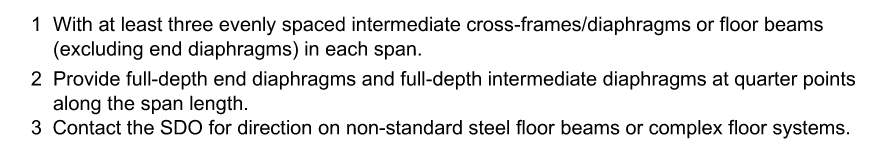 1 With at least three evenly spaced intermediate cross-frames/diaphragms or floor beams
(excluding end diaphragms) in each span.
2 Provide full-depth end diaphragms and full-depth intermediate diaphragms at quarter points
along the span length.
3 Contact the SDO for direction on non-standard steel floor beams or complex floor systems.